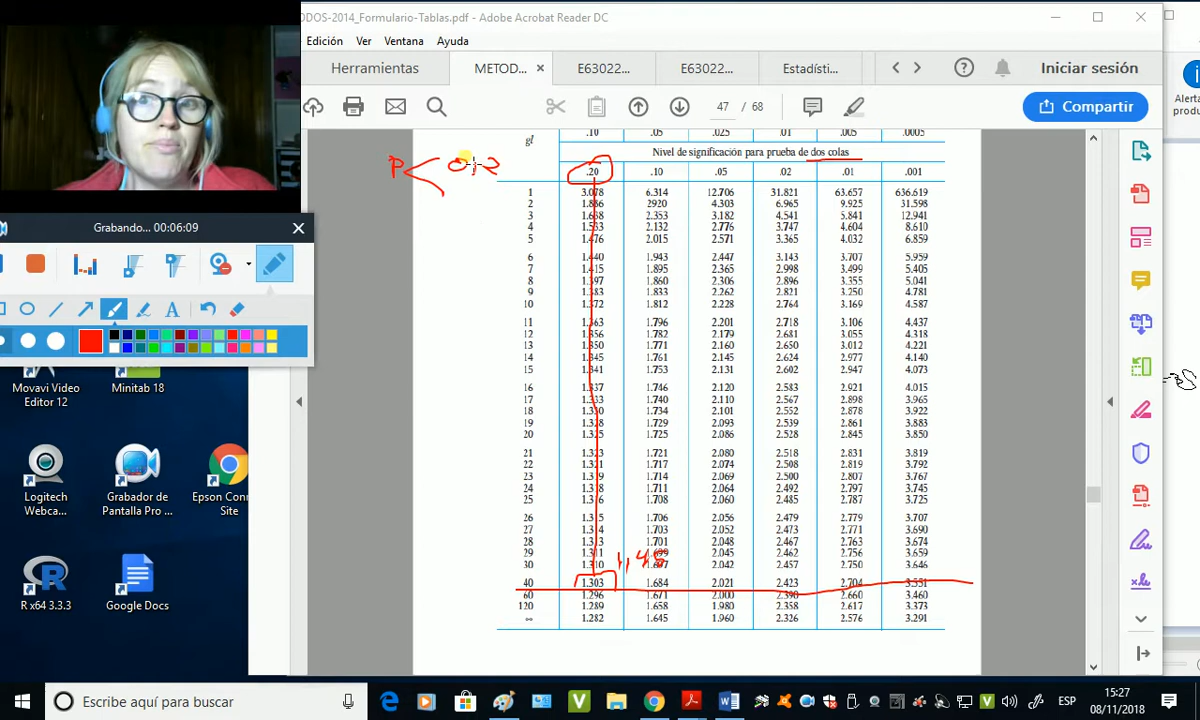 ODOS-2014_Formulario-Tablas.pdf - Adobe Acrobat Reader DC
Edición Ver Ventana Ayuda
Herramientas METOD... E63022... E63022... Estadísti... Iniciar sesión
47 / 68 Compartir
Alerta
produ
gl .10 .05 .025 .01 .005 .0005
Nivel de significación para prueba de dos colas
.20 .10 .05 .02 .01 .001
P < 0,2
1 3.078 6.314 12.706 31.821 63.657 636.619
2 1.886 2920 4.303 6.965 9.925 31.598
3 1.638 2.353 3.182 4.541 5.841 12.941
4 1.533 2.132 2.776 3.747 4.604 8.610
5 1.476 2.015 2.571 3.365 4.032 6.859
6 1.440 1.943 2.447 3.143 3.707 5.959
7 1.415 1.895 2.365 2.998 3.499 5.405
8 1.397 1.860 2.306 2.896 3.355 5.041
9 1.383 1.833 2.262 2.821 3.250 4.781
10 1.372 1.812 2.228 2.764 3.169 4.587
11 1.363 1.796 2.201 2.718 3.106 4.437
12 1.356 1.782 2.179 2.681 3.055 4.318
13 1.350 1.771 2.160 2.650 3.012 4.221
14 1.345 1.761 2.145 2.624 2.977 4.140
15 1.341 1.753 2.131 2.602 2.947 4.073
16 1.337 1.746 2.120 2.583 2.921 4.015
17 1.333 1.740 2.110 2.567 2.898 3.965
18 1.330 1.734 2.101 2.552 2.878 3.922
19 1.328 1.729 2.093 2.539 2.861 3.883
20 1.325 1.725 2.086 2.528 2.845 3.850
21 1.323 1.721 2.080 2.518 2.831 3.819
22 1.321 1.717 2.074 2.508 2.819 3.792
23 1.319 1.714 2.069 2.500 2.807 3.767
24 1.318 1.711 2.064 2.492 2.797 3.745
25 1.316 1.708 2.060 2.485 2.787 3.725
26 1.315 1.706 2.056 2.479 2.779 3.707
27 1.314 1.703 2.052 2.473 2.771 3.690
28 1.313 1.701 2.048 2.467 2.763 3.674
29 1.311 1.699 2.045 2.462 2.756 3.659
30 1.310 1.697 2.042 2.457 2.750 3.646
1,48
40 1.303 1.684 2.021 2.423 2.704 3.551
60 1.296 1.671 2.000 2.390 2.660 3.460
120 1.289 1.658 1.980 2.358 2.617 3.373
∞ 1.282 1.645 1.960 2.326 2.576 3.291
Grabando... 00:06:09
A
Movavi Video
Editor 12
Minitab 18
Logitech
Webca...
Grabador de
Pantalla Pro ...
Epson Conn
Site
R x64 3.3.3
Google Docs
Escribe aquí para buscar
ESP
15:27
08/11/2018